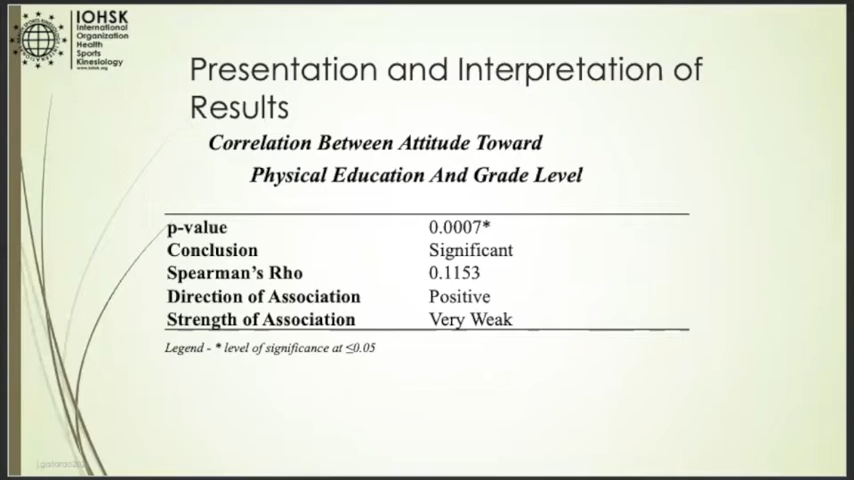 IOHSK
International
Organization
Health
Sports
Kinesiology
www.iohsk.org
Presentation and Interpretation of
Results
Correlation Between Attitude Toward
Physical Education And Grade Level
p-value 0.0007*
Conclusion Significant
Spearman's Rho 0.1153
Direction of Association Positive
Strength of Association Very Weak
Legend - * level of significance at ≤0.05